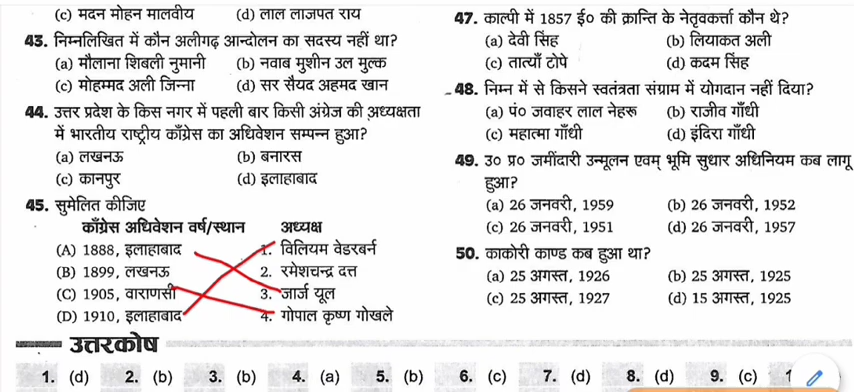 (c) मदन मोहन मालवीय (d) लाल लाजपत राय
43. निम्नलिखित में कौन अलीगढ़ आन्दोलन का सदस्य नहीं था?
(a) मौलाना शिबली नुमानी (b) नवाब मुशीन उल मुल्क
(c) मोहम्मद अली जिन्ना (d) सर सैयद अहमद खान
44. उत्तर प्रदेश के किस नगर में पहली बार किसी अंग्रेज की अध्यक्षता
में भारतीय राष्ट्रीय काँग्रेस का अधिवेशन सम्पन्न हुआ?
(a) लखनऊ (b) बनारस
(c) कानपुर (d) इलाहाबाद
45. सुमेलित कीजिए
काँग्रेस अधिवेशन वर्ष/स्थान अध्यक्ष
(A) 1888, इलाहाबाद 1. विलियम वेडरबर्न
(B) 1899, लखनऊ 2. रमेशचन्द्र दत्त
(C) 1905, वाराणसी 3. जार्ज यूल
(D) 1910, इलाहाबाद 4. गोपाल कृष्ण गोखले
47. काल्पी में 1857 ई० की क्रान्ति के नेतृवकर्त्ता कौन थे?
(a) देवी सिंह (b) लियाकत अली
(c) तात्याँ टोपे (d) कदम सिंह
48. निम्न में से किसने स्वतंत्रता संग्राम में योगदान नहीं दिया?
(a) पं० जवाहर लाल नेहरू (b) राजीव गाँधी
(c) महात्मा गाँधी (d) इंदिरा गाँधी
49. उ० प्र० जमींदारी उन्मूलन एवम् भूमि सुधार अधिनियम कब लागू
हुआ?
(a) 26 जनवरी, 1959 (b) 26 जनवरी, 1952
(c) 26 जनवरी, 1951 (d) 26 जनवरी, 1957
50. काकोरी काण्ड कब हुआ था?
(a) 25 अगस्त, 1926 (b) 25 अगस्त, 1925
(c) 25 अगस्त, 1927 (d) 15 अगस्त, 1925
उत्तरकोष
1. (d) 2. (b) 3. (b) 4. (a) 5. (b) 6. (c) 7. (d) 8. (d) 9. (c) 1